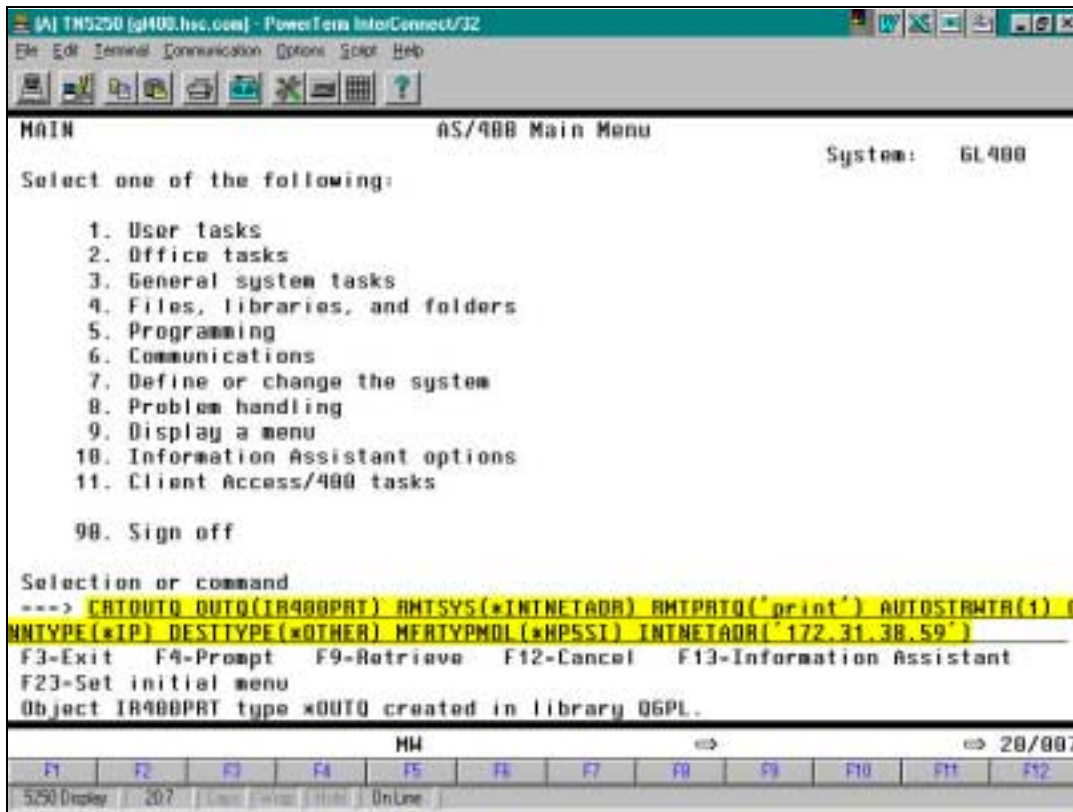 [A] TN5250 [gl400.hsc.com] - PowerTerm InterConnect/32
File Edit Terminal Communication Options Script Help
MAIN AS/400 Main Menu
System: GL400
Select one of the following:
1. User tasks
2. Office tasks
3. General system tasks
4. Files, libraries, and folders
5. Programming
6. Communications
7. Define or change the system
8. Problem handling
9. Display a menu
10. Information Assistant options
11. Client Access/400 tasks
90. Sign off
Selection or command
===> CRTOUTQ OUTQ(IR400PRT) RMTSYS(*INTNETADR) RMTPRTQ('print') AUTOSTRWTR(1)
NNTYPE(*IP) DESTTYPE(*OTHER) MFRTYPMDL(*HP5SI) INTNETADR('172.31.38.59')
F3=Exit F4=Prompt F9=Retrieve F12=Cancel F13=Information Assistant
F23=Set initial menu
Object IR400PRT type *OUTQ created in library QGPL.
MW 20/007
F1 F2 F3 F4 F5 F6 F7 F8 F9 F10 F11 F12
5250 Display 20:7 Caps Hold On Line